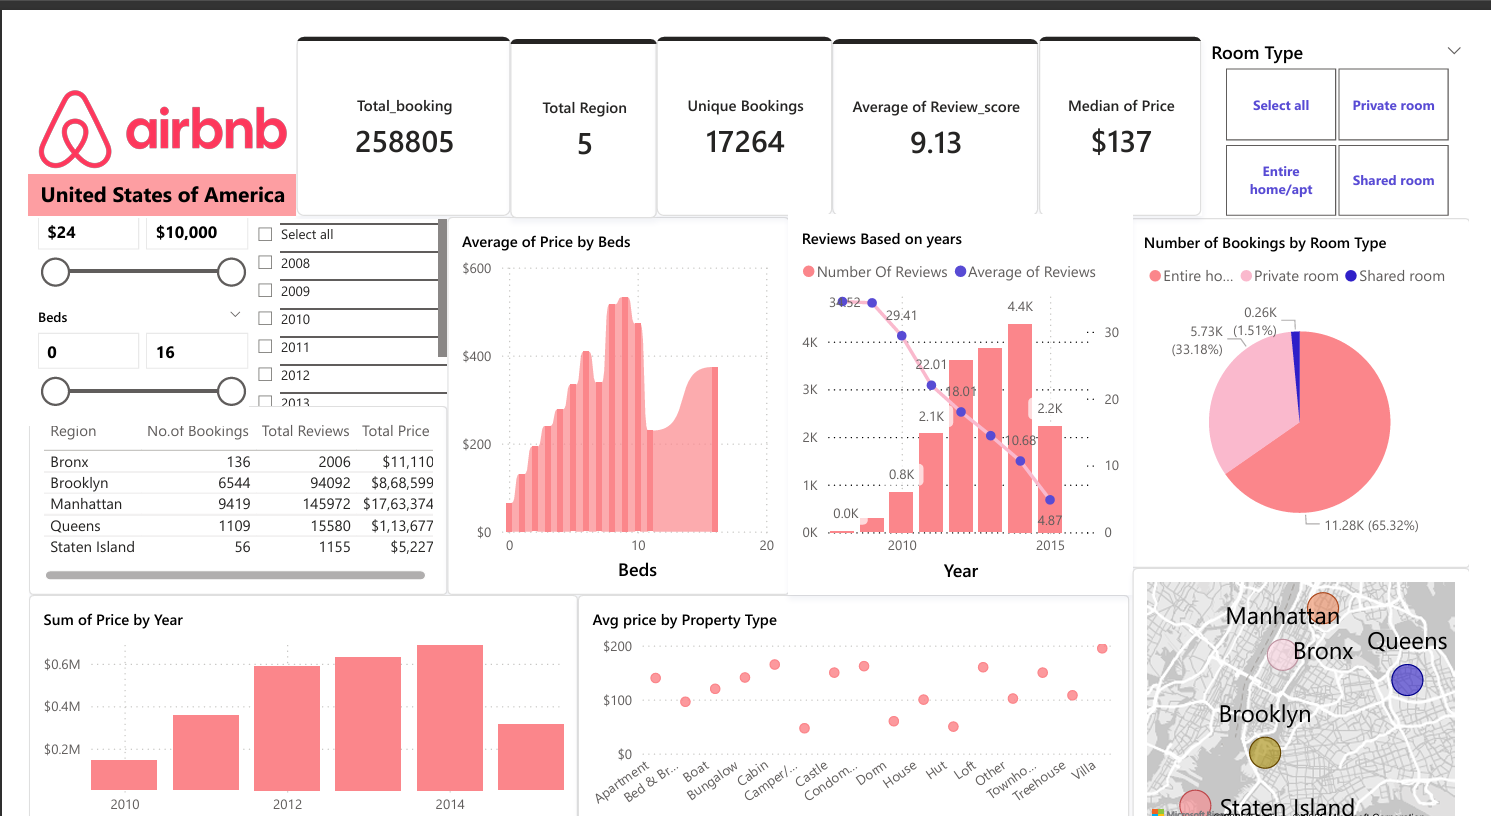 airbnb
United States of America
Total_booking
258805
Total Region
5
Unique Bookings
17264
Average of Review_score
9.13
Median of Price
$137
Room Type
Select all
Private room
Entire
home/apt
Shared room
$24
$10,000
Beds
0
16
Select all
2008
2009
2010
2011
2012
2013
Region No.of Bookings Total Reviews Total Price
Bronx 136 2006 $11,110
Brooklyn 6544 94092 $8,68,599
Manhattan 9419 145972 $17,63,374
Queens 1109 15580 $1,13,677
Staten Island 56 1155 $5,227
Average of Price by Beds
$600
$400
$200
$0
0 10 20
Beds
Reviews Based on years
Number Of Reviews Average of Reviews
34.52
29.41
22.01
18.01
10.68
4.87
4.4K
2.2K
2.1K
0.8K
0.0K
4K
3K
2K
1K
0K
30
20
10
0
2010 2015
Year
Number of Bookings by Room Type
Entire ho... Private room Shared room
0.26K
(1.51%)
5.73K
(33.18%)
11.28K (65.32%)
Sum of Price by Year
$0.6M
$0.4M
$0.2M
2010 2012 2014
Avg price by Property Type
$200
$100
$0
Apartment
Bed & Br...
Boat
Bungalow
Cabin
Camper/...
Castle
Condom...
Dorm
House
Hut
Loft
Other
Townho...
Treehouse
Villa
Manhattan
Bronx
Queens
Brooklyn
Staten Island